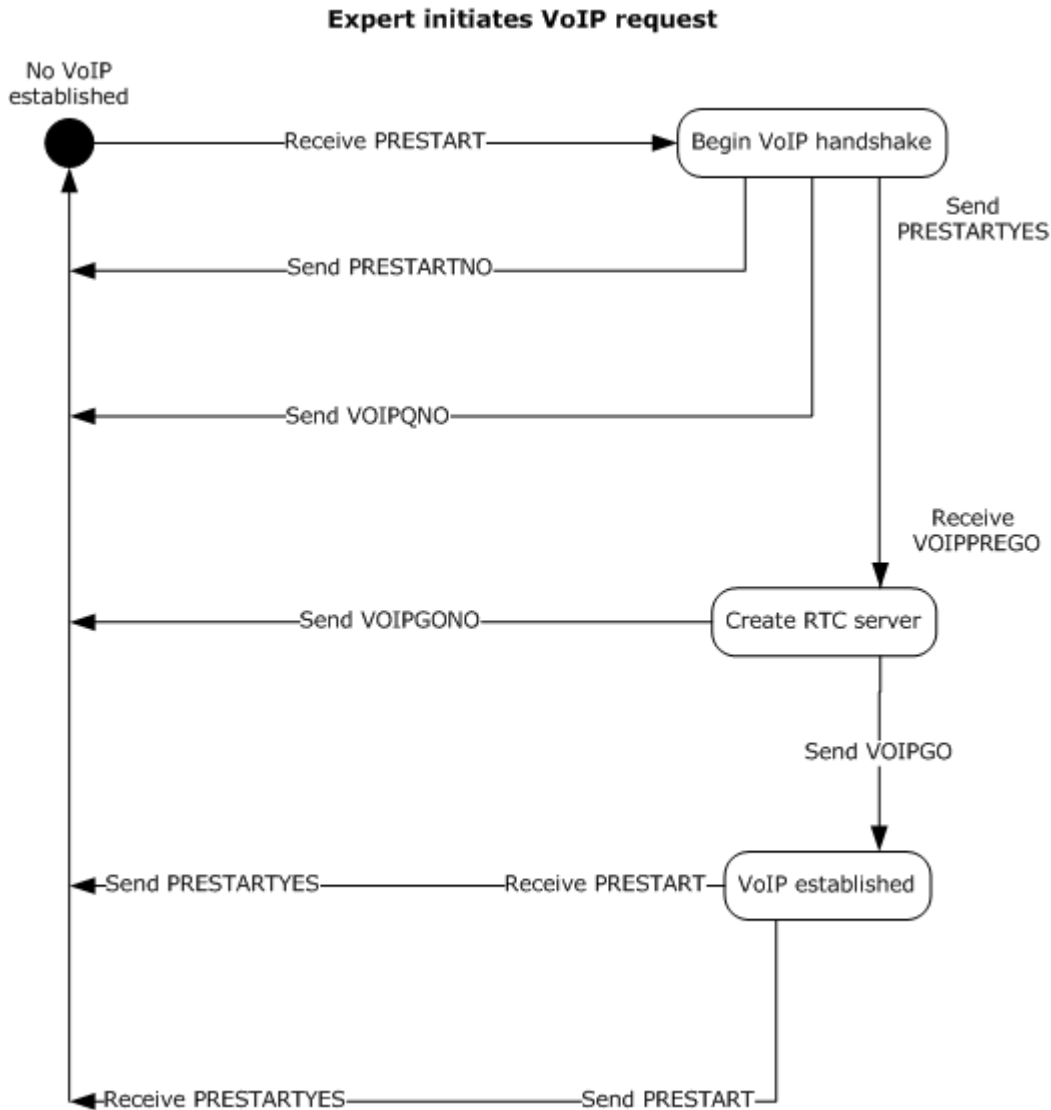 Expert initiates VoIP request
No VoIP
established
Receive PRESTART
Begin VoIP handshake
Send
PRESTARTYES
Send PRESTARTNO
Send VOIPQNO
Receive
VOIPPREGO
Send VOIPGONO
Create RTC server
Send VOIPGO
Send PRESTARTYES
Receive PRESTART
VoIP established
Receive PRESTARTYES
Send PRESTART